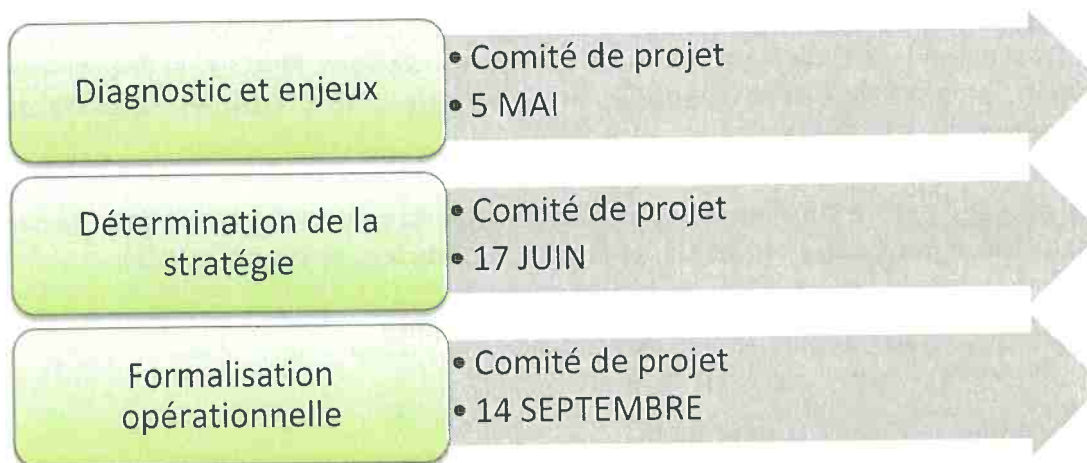 Diagnostic et enjeux
• Comité de projet
• 5 MAI
Détermination de la
stratégie
• Comité de projet
• 17 JUIN
Formalisation
opérationnelle
• Comité de projet
• 14 SEPTEMBRE